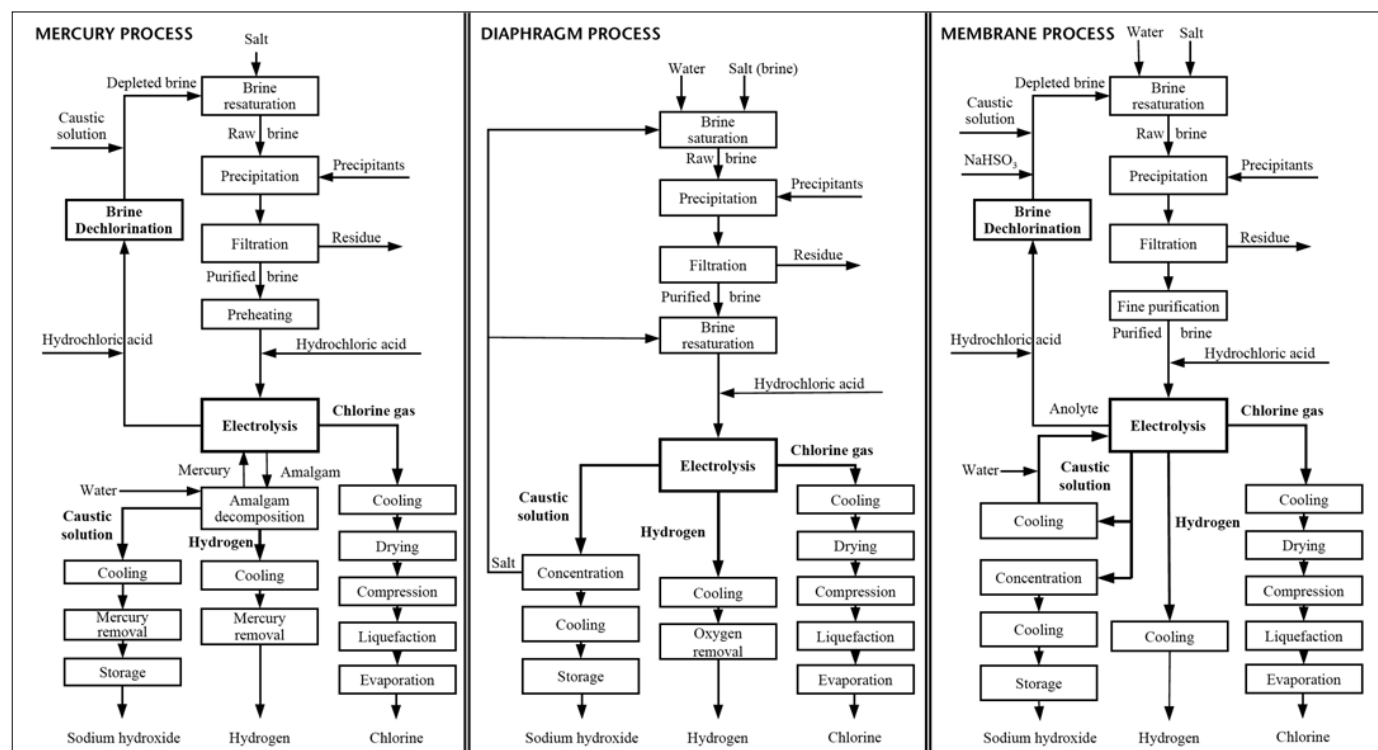 MERCURY PROCESS
Salt
Depleted brine
Brine
resaturation
Caustic
solution
Raw brine
Precipitants
Precipitation
Brine
Dechlorination
Filtration
Residue
Purified brine
Preheating
Hydrochloric acid
Hydrochloric acid
Chlorine gas
Electrolysis
Mercury
Amalgam
Water
Amalgam
decomposition
Caustic
solution
Hydrogen
Cooling
Mercury
removal
Storage
Cooling
Mercury
removal
Cooling
Drying
Compression
Liquefaction
Evaporation
Sodium hydroxide
Hydrogen
Chlorine
DIAPHRAGM PROCESS
Water
Salt (brine)
Brine
saturation
Raw brine
Precipitants
Precipitation
Filtration
Residue
Purified brine
Brine
resaturation
Hydrochloric acid
Chlorine gas
Electrolysis
Caustic
solution
Hydrogen
Salt
Concentration
Cooling
Storage
Cooling
Oxygen
removal
Cooling
Drying
Compression
Liquefaction
Evaporation
Sodium hydroxide
Hydrogen
Chlorine
MEMBRANE PROCESS
Water
Salt
Depleted brine
Brine
resaturation
Caustic
solution
Raw brine
NaHSO₃
Precipitants
Precipitation
Brine
Dechlorination
Filtration
Residue
Fine purification
Purified brine
Hydrochloric acid
Hydrochloric acid
Anolyte
Chlorine gas
Electrolysis
Water
Caustic
solution
Cooling
Hydrogen
Concentration
Cooling
Storage
Cooling
Cooling
Drying
Compression
Liquefaction
Evaporation
Sodium hydroxide
Hydrogen
Chlorine